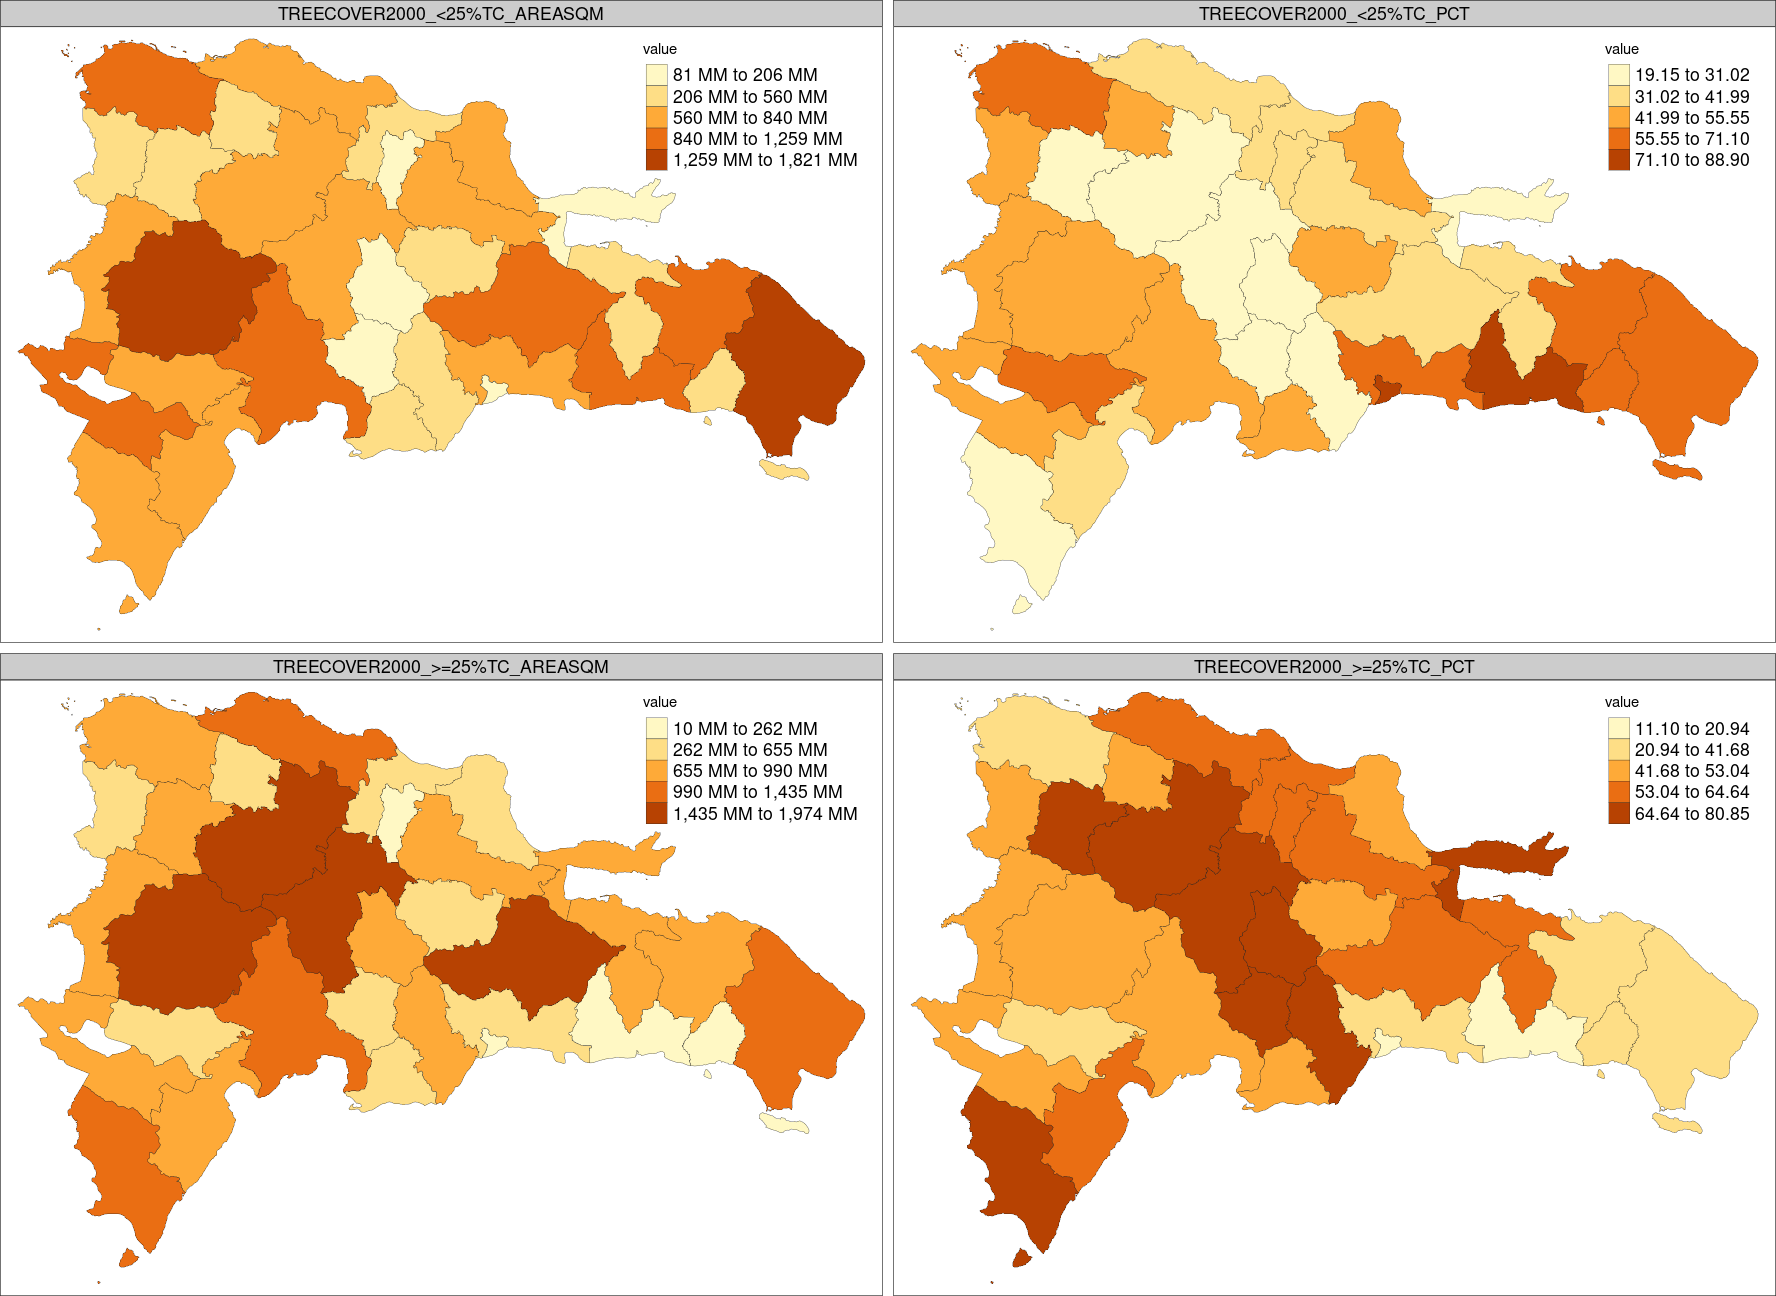 TREECOVER2000_<25%TC_AREASQM
value
81 MM to 206 MM
206 MM to 560 MM
560 MM to 840 MM
840 MM to 1,259 MM
1,259 MM to 1,821 MM
TREECOVER2000_<25%TC_PCT
value
19.15 to 31.02
31.02 to 41.99
41.99 to 55.55
55.55 to 71.10
71.10 to 88.90
TREECOVER2000_>=25%TC_AREASQM
value
10 MM to 262 MM
262 MM to 655 MM
655 MM to 990 MM
990 MM to 1,435 MM
1,435 MM to 1,974 MM
TREECOVER2000_>=25%TC_PCT
value
11.10 to 20.94
20.94 to 41.68
41.68 to 53.04
53.04 to 64.64
64.64 to 80.85